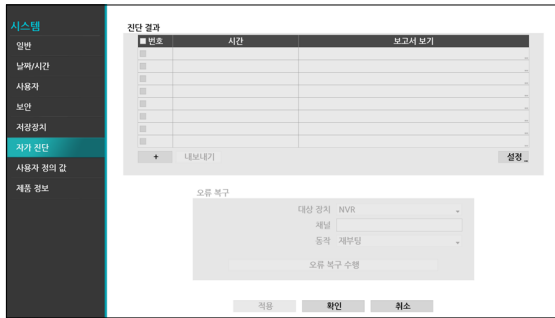 시스템
일반
날짜/시간
사용자
보안
저장장치
자가 진단
사용자 정의 값
제품 정보
진단 결과
번호 시간 보고서 보기
+ 내보내기 설정...
오류 복구
대상 장치 NVR
채널
동작 재부팅
오류 복구 수행
적용 확인 취소